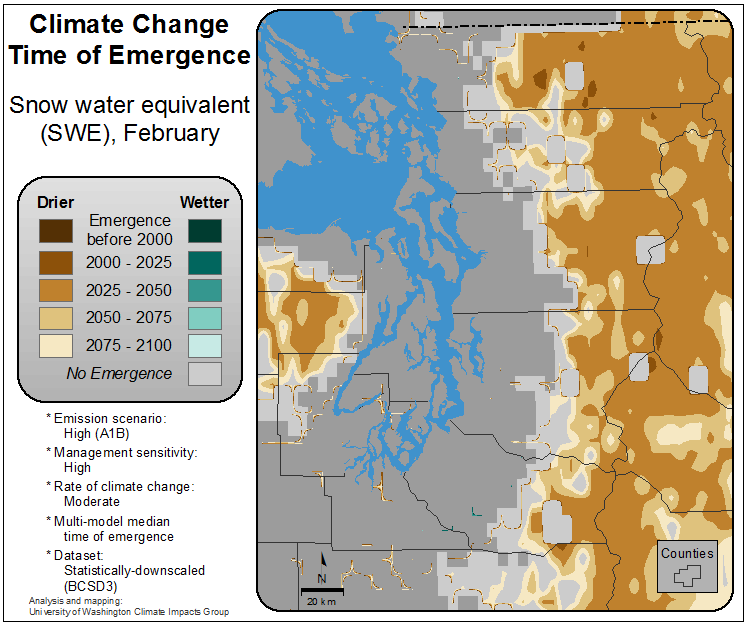 Climate Change
Time of Emergence
Snow water equivalent
(SWE), February
Drier
Wetter
Emergence
before 2000
2000 - 2025
2025 - 2050
2050 - 2075
2075 - 2100
No Emergence
* Emission scenario:
High (A1B)
* Management sensitivity:
High
* Rate of climate change:
Moderate
* Multi-model median
time of emergence
* Dataset:
Statistically-downscaled
(BCSD3)
Analysis and mapping:
University of Washington Climate Impacts Group
N
20 km
Counties